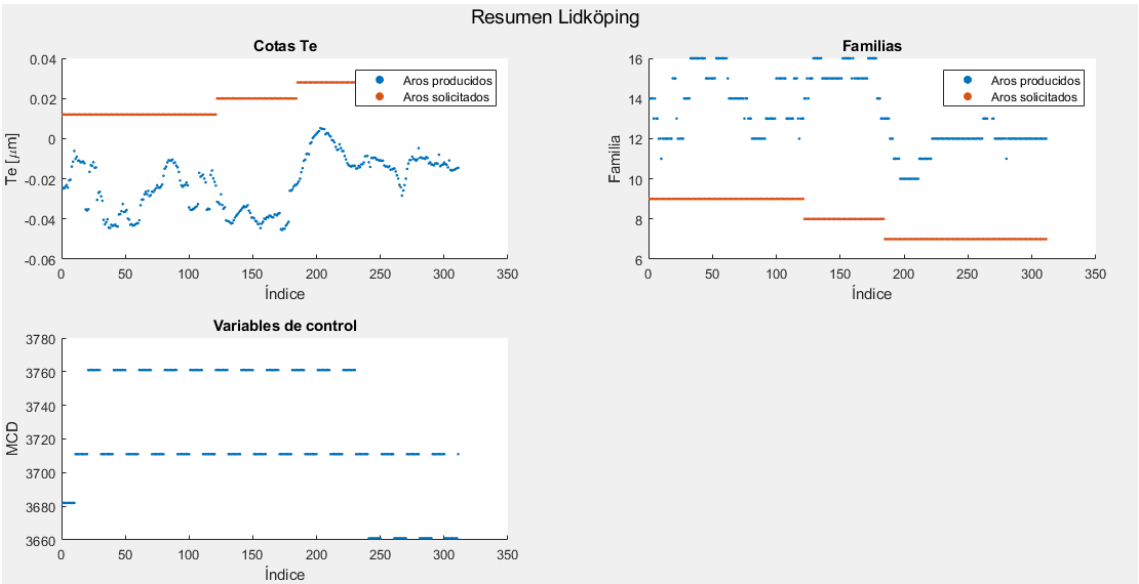 Resumen Lidköping
Cotas Te
0.04
0.02
0
-0.02
-0.04
-0.06
Te [μm]
Aros producidos
Aros solicitados
0 50 100 150 200 250 300 350
Índice
Familias
16
14
12
10
8
6
Familia
Aros producidos
Aros solicitados
0 50 100 150 200 250 300 350
Índice
Variables de control
3780
3760
3740
3720
3700
3680
3660
MCD
0 50 100 150 200 250 300 350
Índice